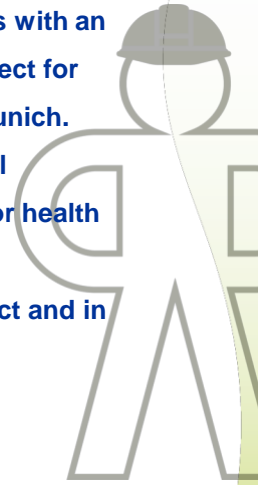 s with an
ect for
unich.
l
or health
ct and in